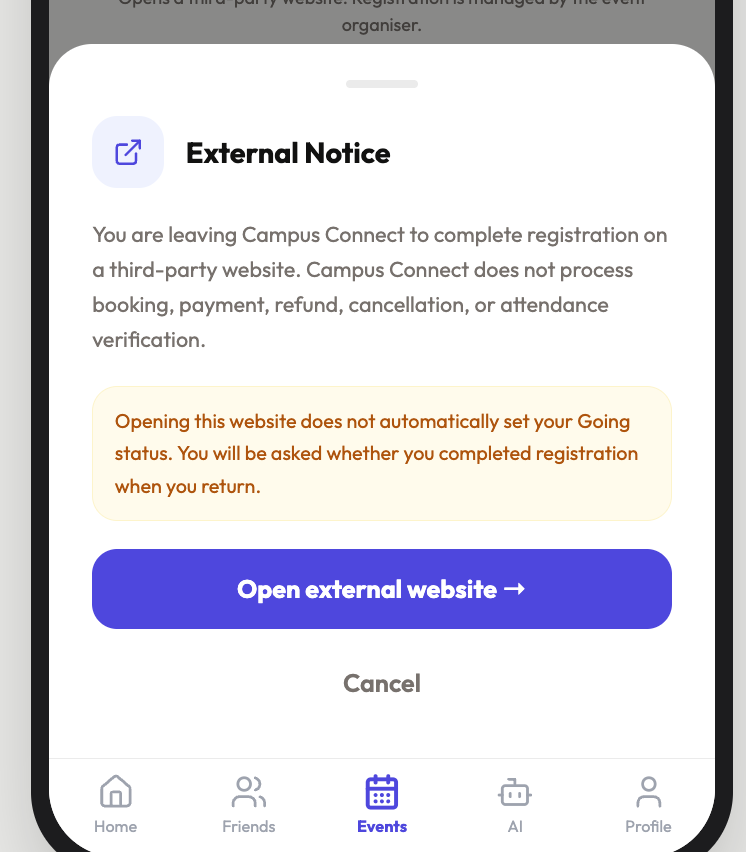 Opens a third-party website. Registration is managed by the event
organiser.
External Notice
You are leaving Campus Connect to complete registration on
a third-party website. Campus Connect does not process
booking, payment, refund, cancellation, or attendance
verification.
Opening this website does not automatically set your Going
status. You will be asked whether you completed registration
when you return.
Open external website →
Cancel
Home
Friends
Events
AI
Profile